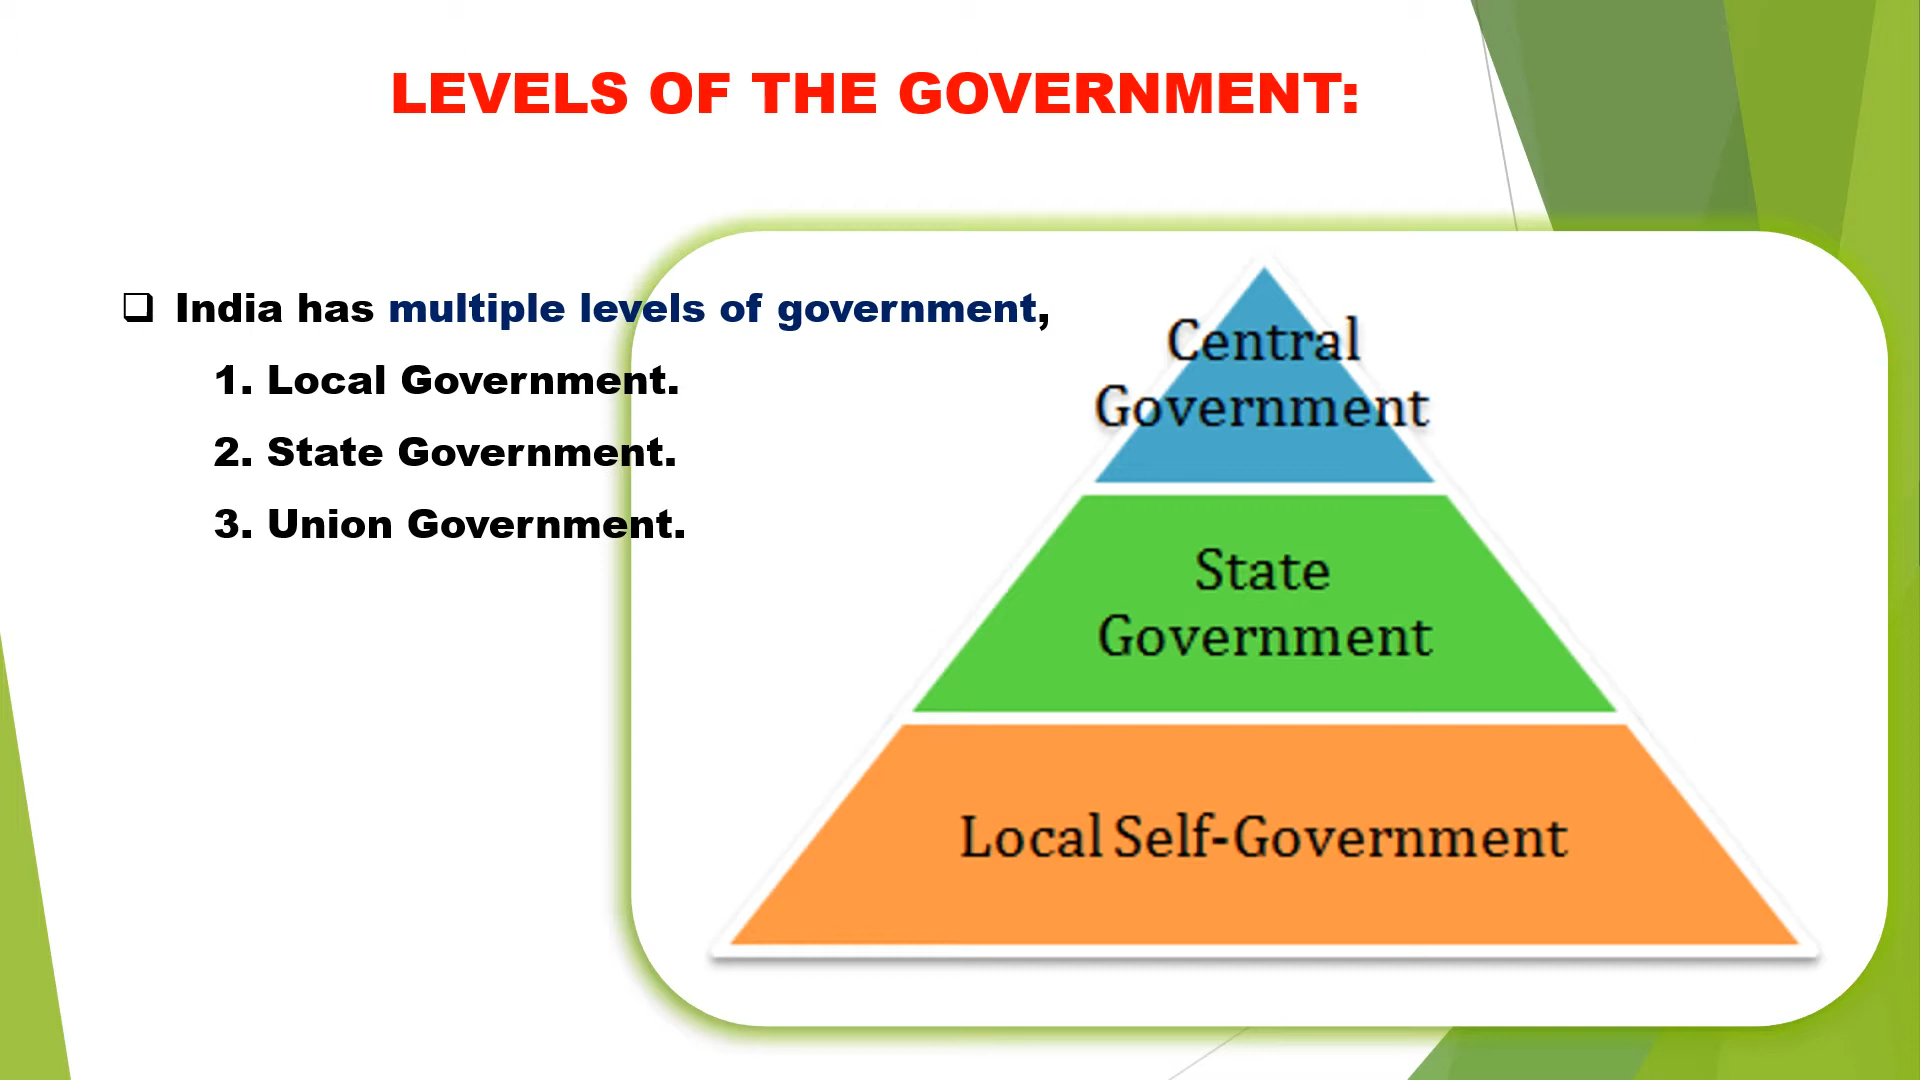 LEVELS OF THE GOVERNMENT:
❑ India has multiple levels of government,
1. Local Government.
2. State Government.
3. Union Government.
Central
Government
State
Government
Local Self-Government